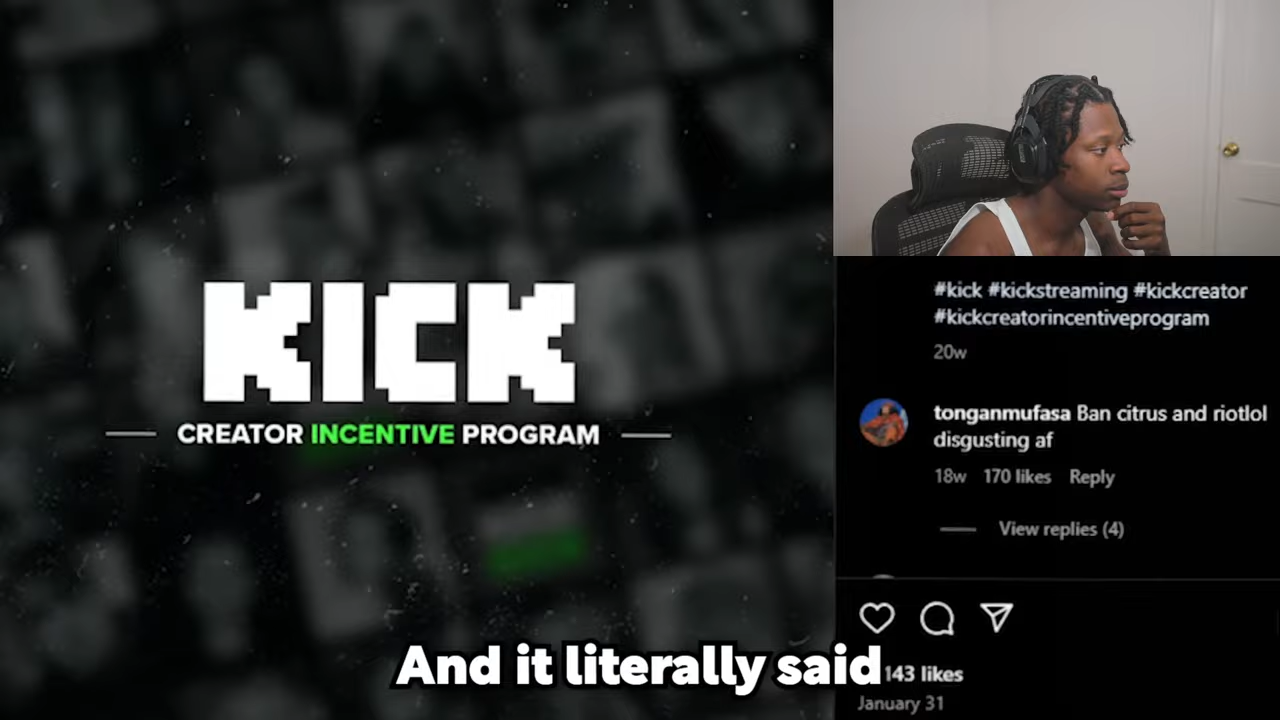 KICK
CREATOR INCENTIVE PROGRAM
#kick #kickstreaming #kickcreator
#kickcreatorincentiveprogram
20w
tonganmufasa Ban citrus and riotlol
disgusting af
18w 170 likes Reply
View replies (4)
143 likes
January 31
And it literally said